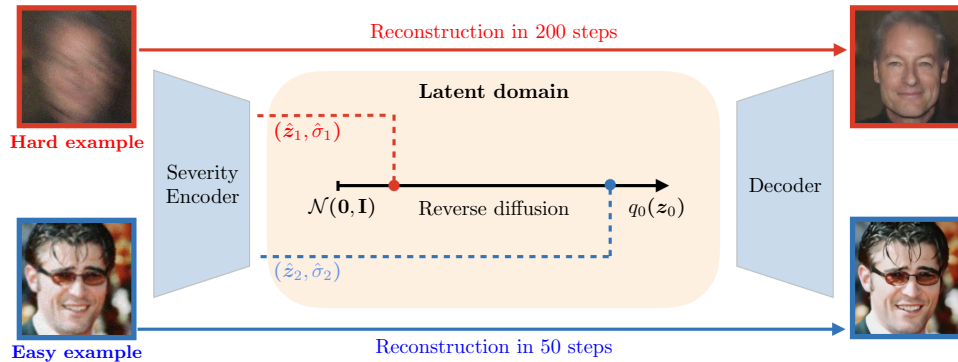 Reconstruction in 200 steps
Latent domain
Hard example
(ẑ₁, σ̂₁)
Severity
Encoder
𝒩(0, I)
Reverse diffusion
q₀(z₀)
Decoder
(ẑ₂, σ̂₂)
Easy example
Reconstruction in 50 steps